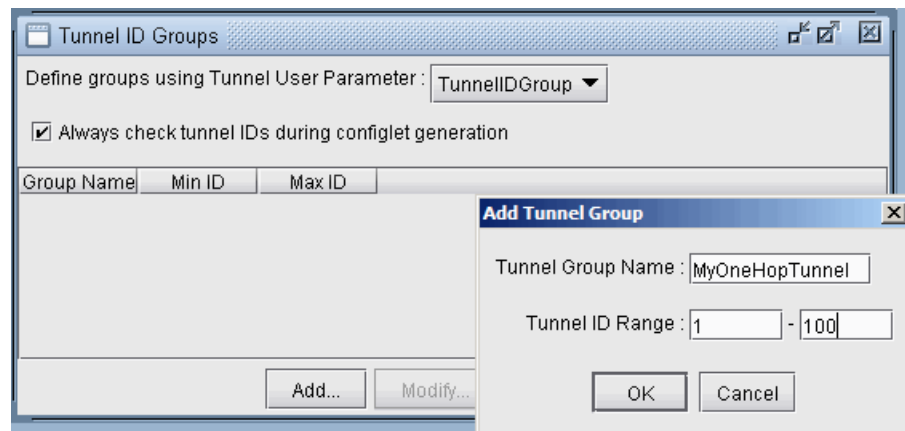 Tunnel ID Groups
Define groups using Tunnel User Parameter : TunnelIDGroup
Always check tunnel IDs during configlet generation
Group Name Min ID Max ID
Add Tunnel Group
Tunnel Group Name : MyOneHopTunnel
Tunnel ID Range : 1 - 100
Add... Modify...
OK Cancel